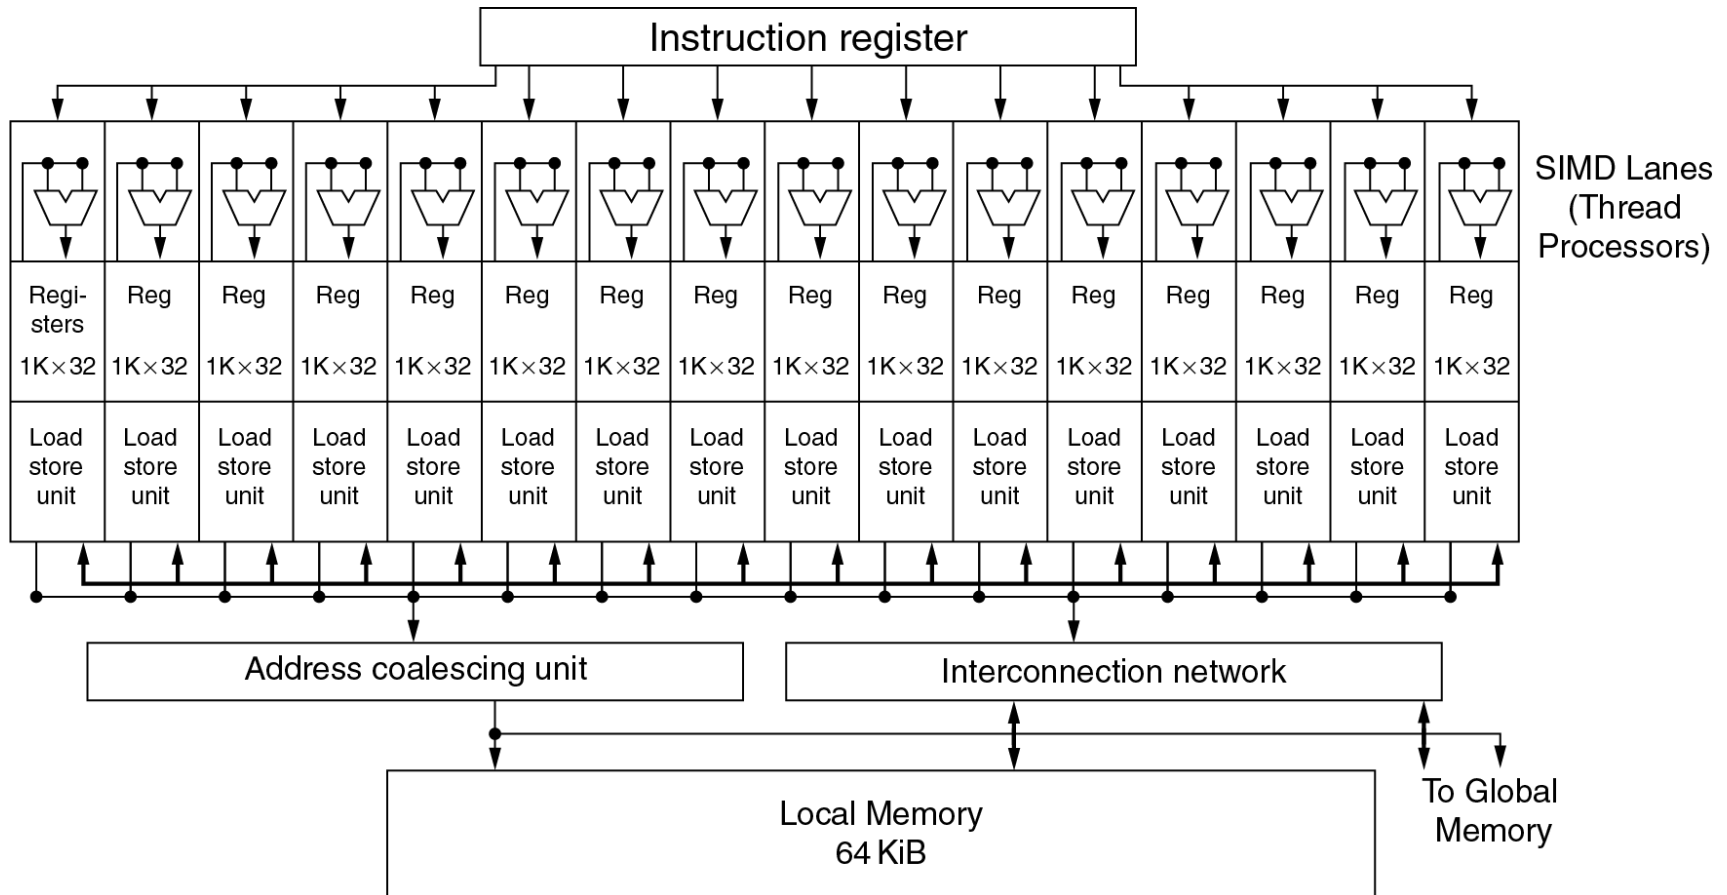 Instruction register
SIMD Lanes
(Thread
Processors)
Regi-
sters
Reg Reg Reg Reg Reg Reg Reg Reg Reg Reg Reg Reg Reg Reg Reg
1K×32 1K×32 1K×32 1K×32 1K×32 1K×32 1K×32 1K×32 1K×32 1K×32 1K×32 1K×32 1K×32 1K×32 1K×32 1K×32
Load Load Load Load Load Load Load Load Load Load Load Load Load Load Load Load
store store store store store store store store store store store store store store store store
unit unit unit unit unit unit unit unit unit unit unit unit unit unit unit unit
Address coalescing unit
Interconnection network
Local Memory
64 KiB
To Global
Memory